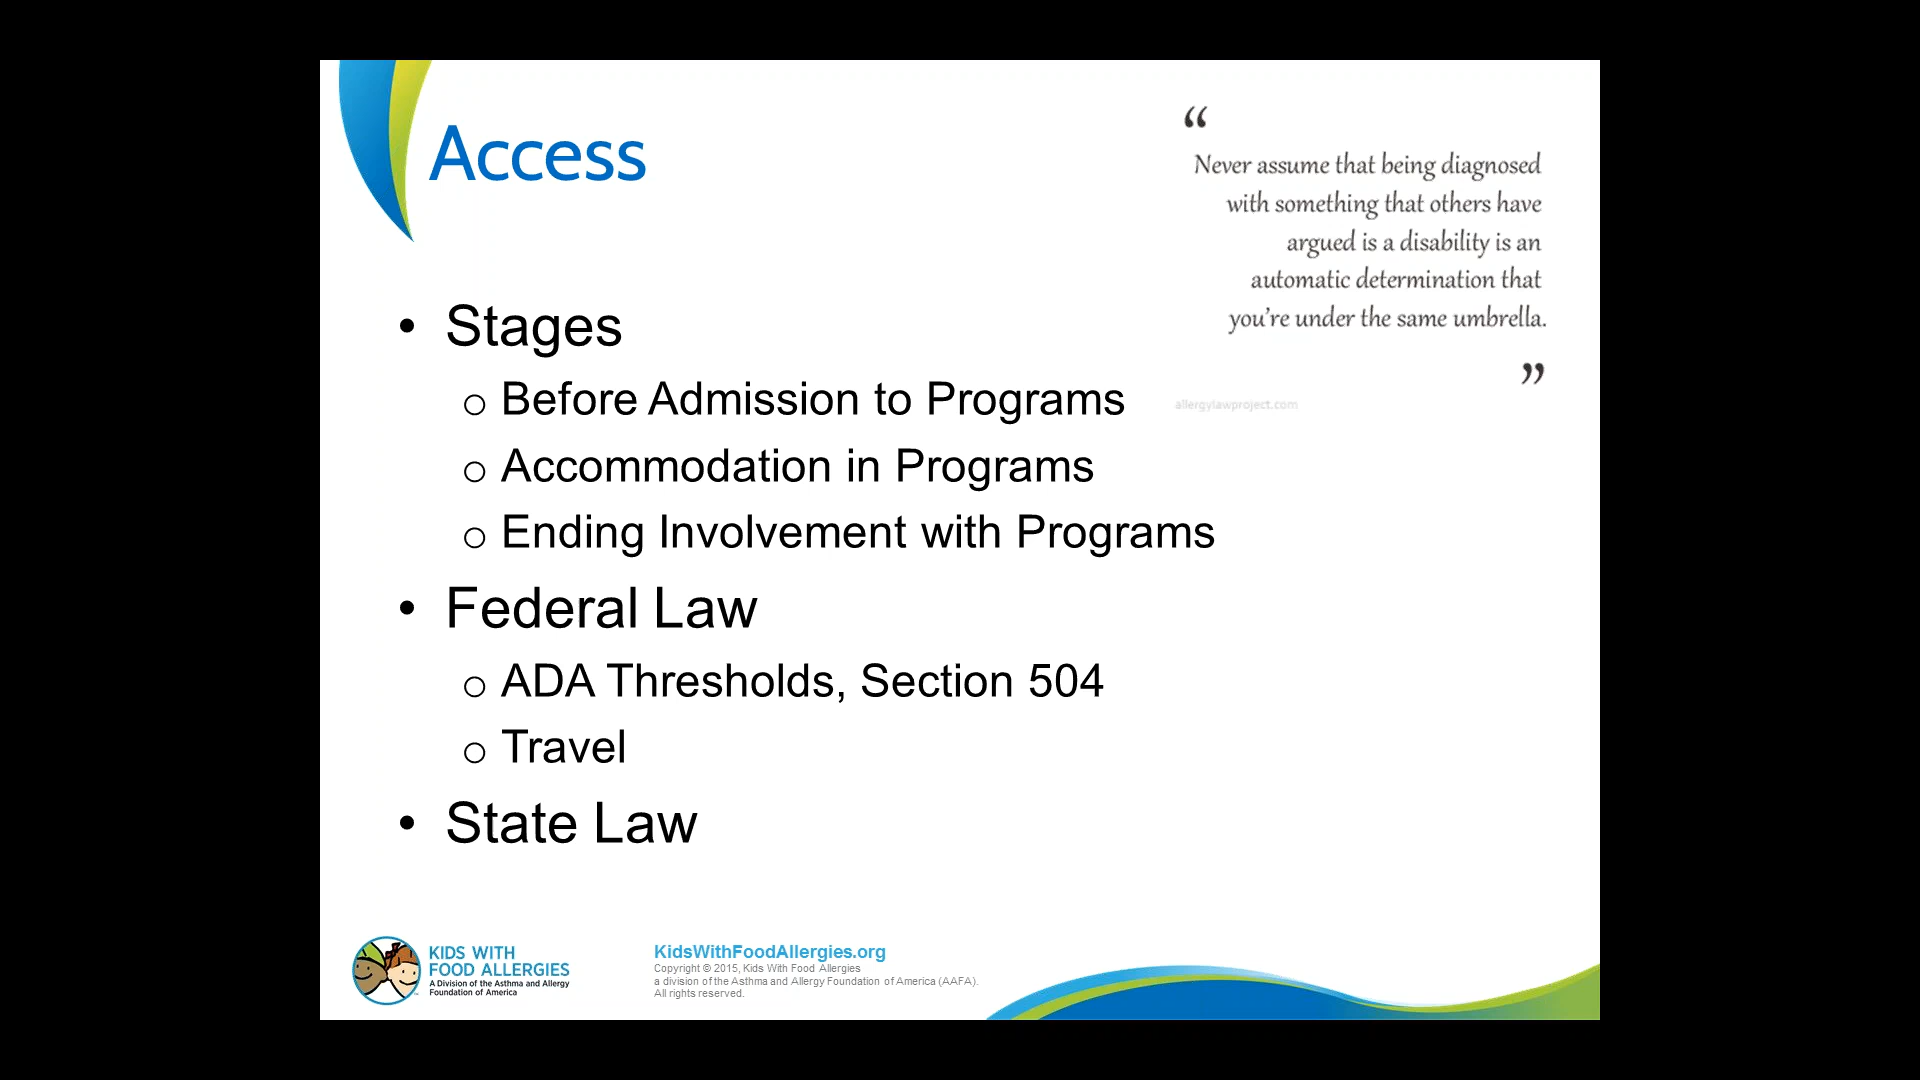 Access
“
Never assume that being diagnosed
with something that others have
argued is a disability is an
automatic determination that
you’re under the same umbrella.
”
allergylawproject.com
• Stages
o Before Admission to Programs
o Accommodation in Programs
o Ending Involvement with Programs
• Federal Law
o ADA Thresholds, Section 504
o Travel
• State Law
KIDS WITH
FOOD ALLERGIES
A Division of the Asthma and Allergy
Foundation of America
KidsWithFoodAllergies.org
Copyright © 2015, Kids With Food Allergies
a division of the Asthma and Allergy Foundation of America (AAFA).
All rights reserved.